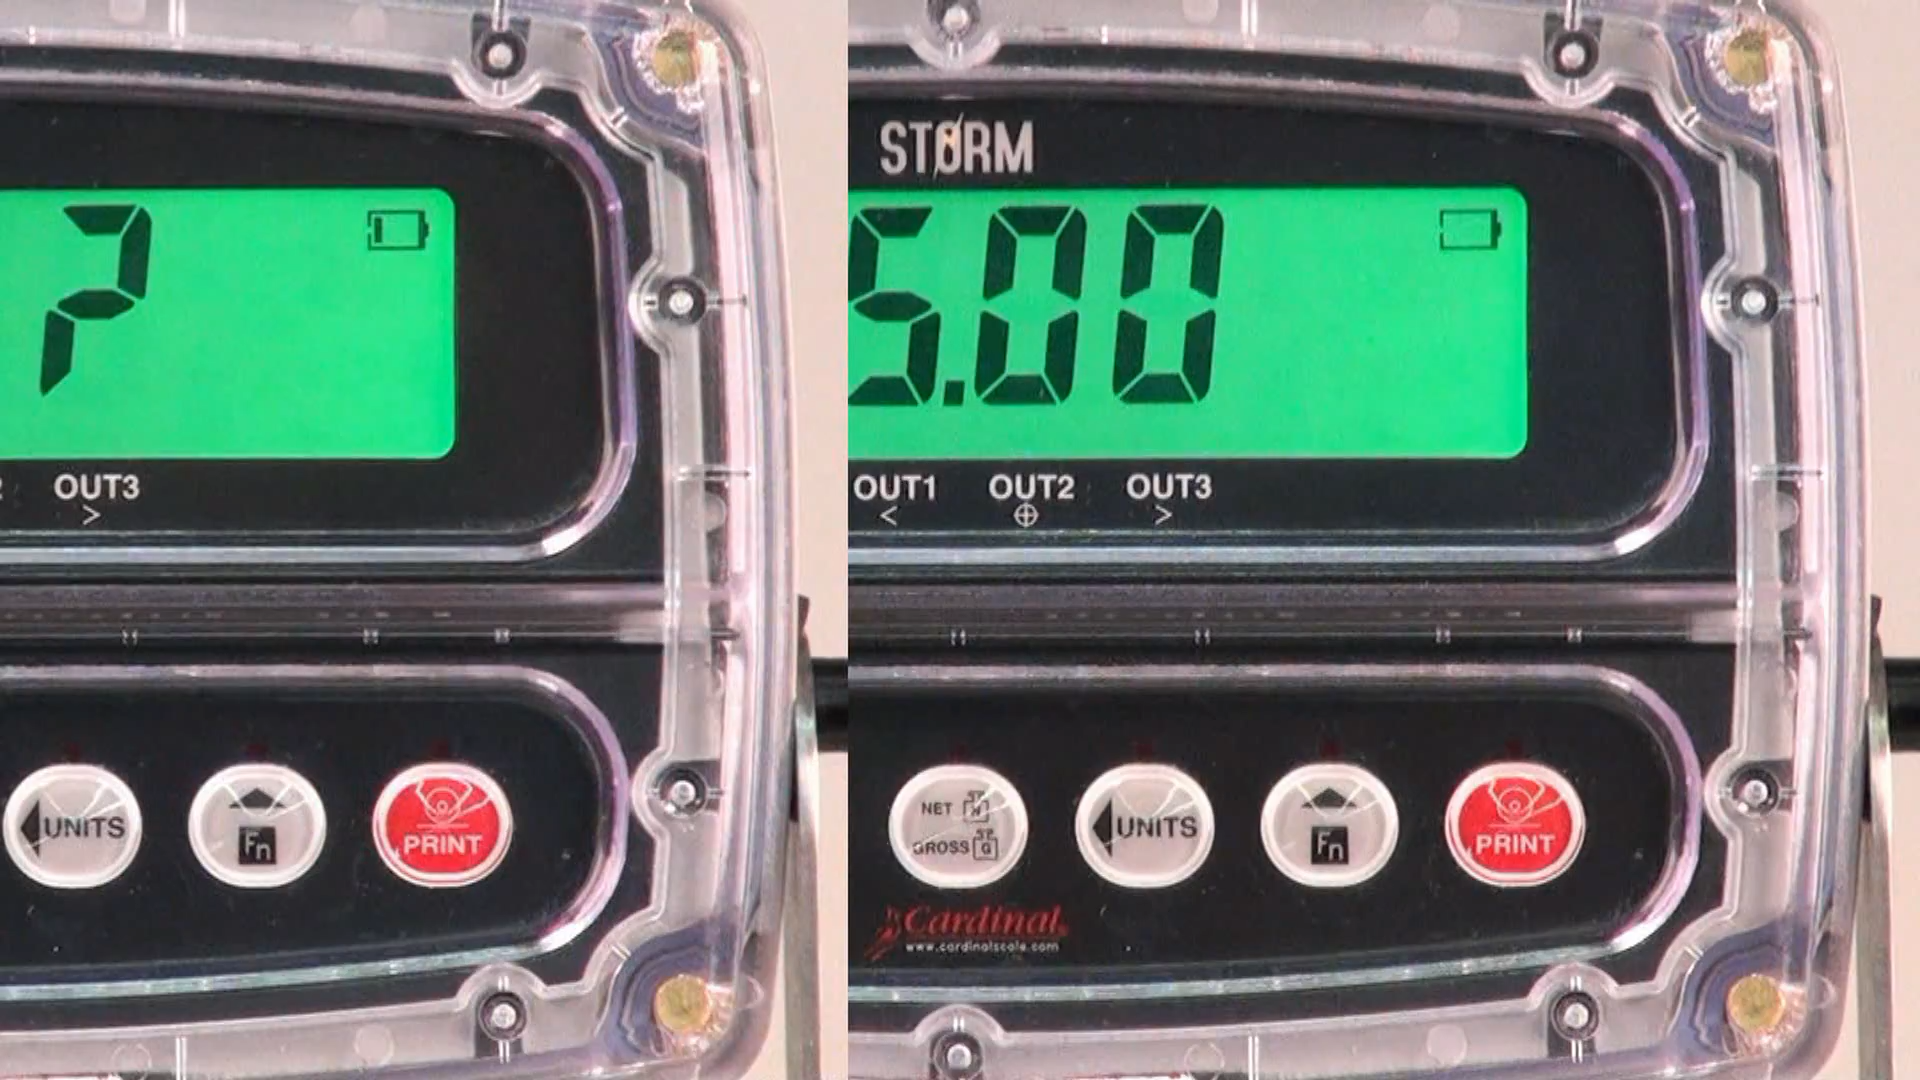 ?
OUT3
>
UNITS
Fn
PRINT
STORM
5.00
OUT1 OUT2 OUT3
< ⊕ >
NET
GROSS G
UNITS
Fn
PRINT
Cardinal
www.cardinalscale.com